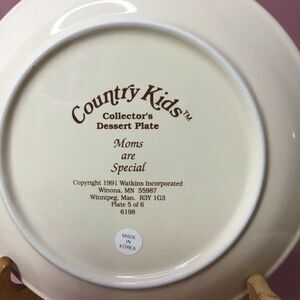 Country Kids™
Collector's
Dessert Plate
Moms
are
Special
Copyright 1991 Watkins Incorporated
Winona, MN 55987
Winnipeg, Man. R3Y 1G3
Plate 5 of 6
6198
MADE
IN
KOREA